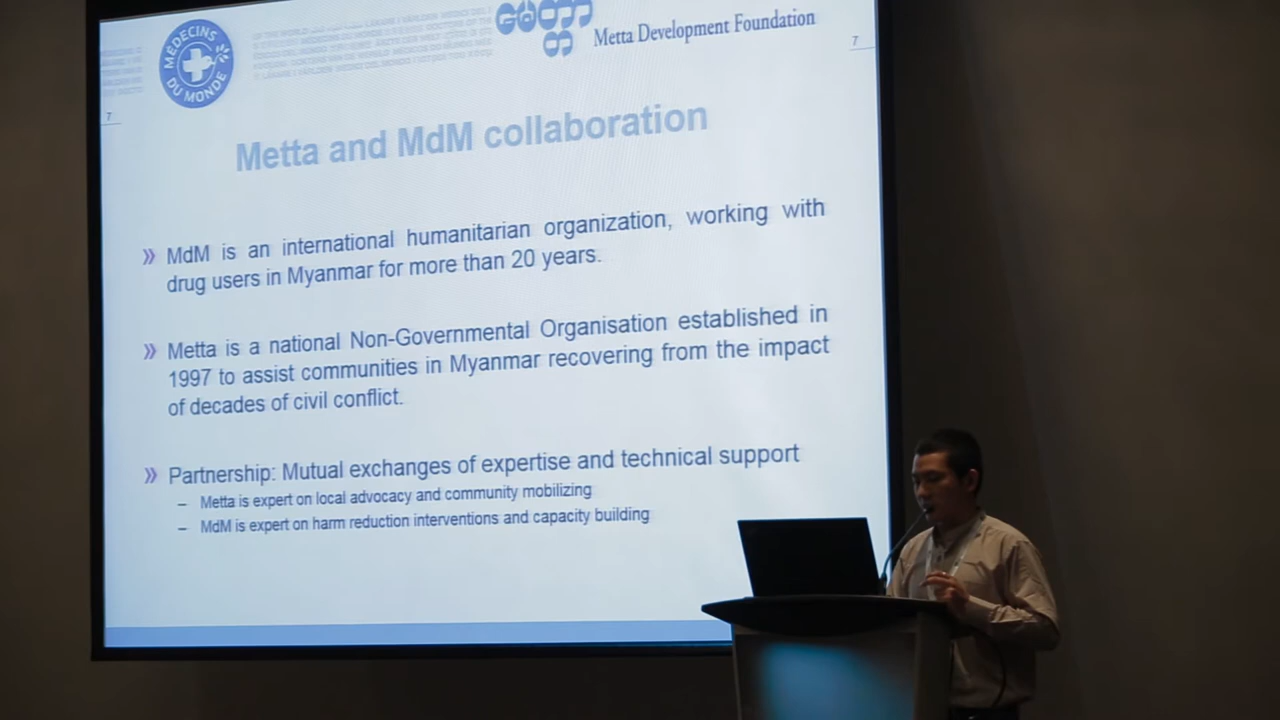 MÉDECINS DU MONDE
Metta Development Foundation
7
7
Metta and MdM collaboration
» MdM is an international humanitarian organization, working with
drug users in Myanmar for more than 20 years.
» Metta is a national Non-Governmental Organisation established in
1997 to assist communities in Myanmar recovering from the impact
of decades of civil conflict.
» Partnership: Mutual exchanges of expertise and technical support
– Metta is expert on local advocacy and community mobilizing
– MdM is expert on harm reduction interventions and capacity building